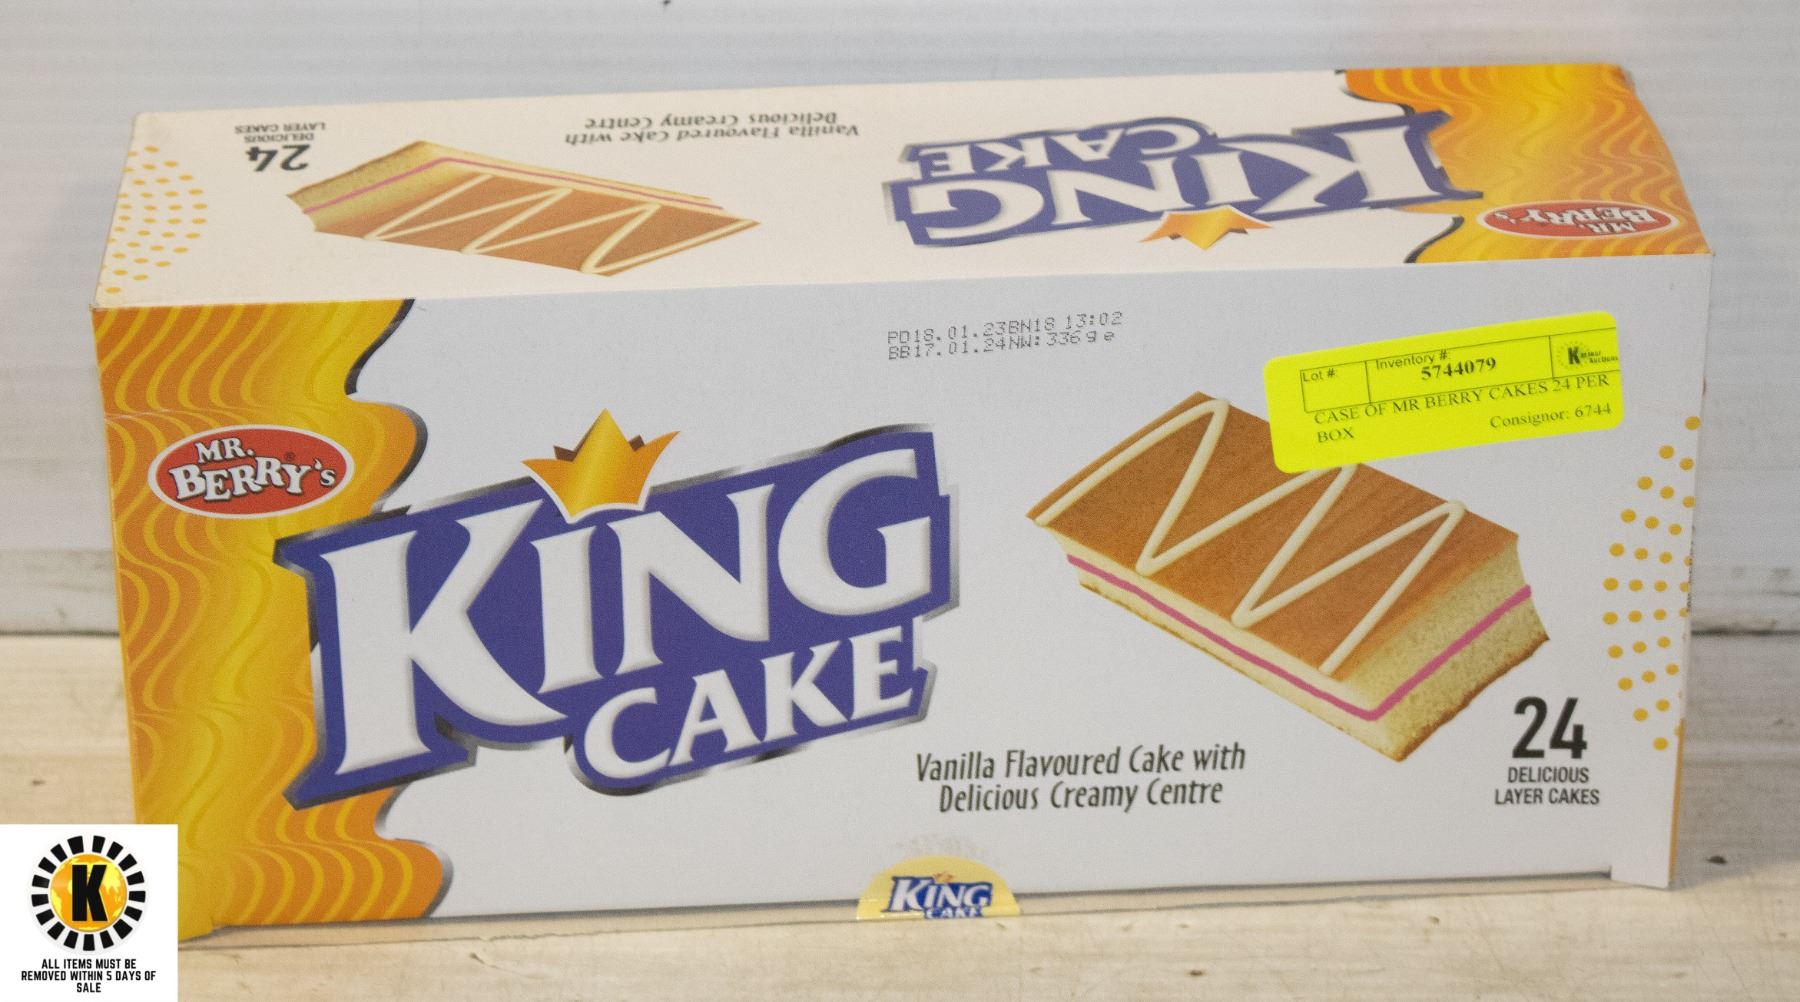 24
DELICIOUS
LAYER CAKES
Vanilla Flavoured Cake with
Delicious Creamy Centre
KING
CAKE
MR.
BERRY's
PD18.01.23BN18 13:02
BB17.01.24NW:336g e
Lot #:
Inventory #:
5744079
K
CASE OF MR BERRY CAKES 24 PER
BOX
Consignor: 6744
MR.
BERRY's®
KING
CAKE
Vanilla Flavoured Cake with
Delicious Creamy Centre
24
DELICIOUS
LAYER CAKES
KING
CAKE
K
ALL ITEMS MUST BE
REMOVED WITHIN 5 DAYS OF
SALE